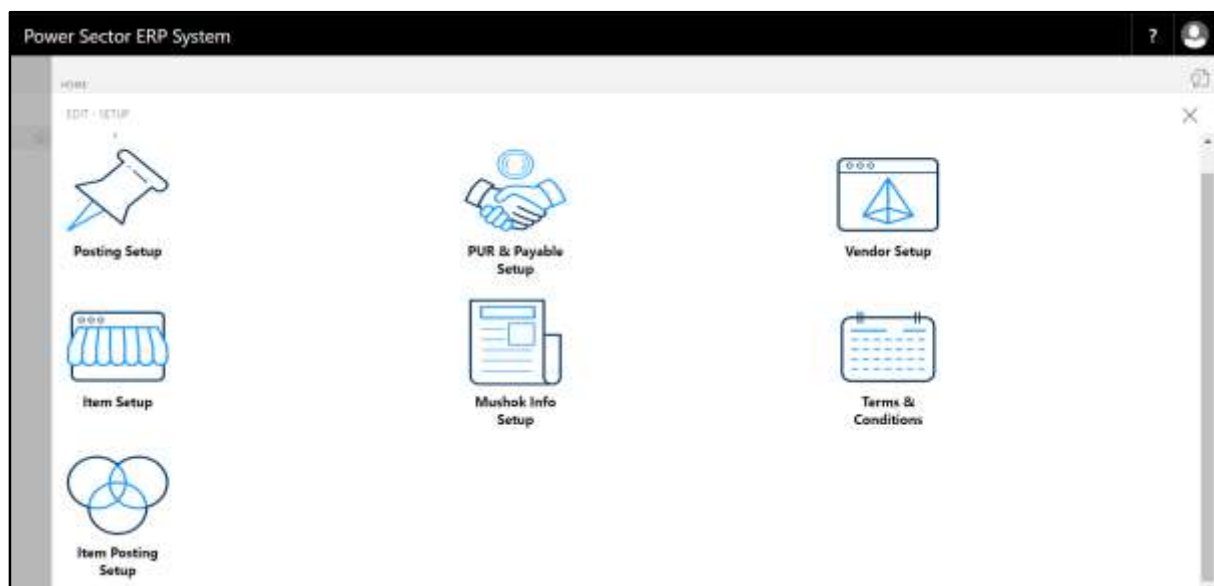 Power Sector ERP System ?
HOME
EDIT - SETUP
Posting Setup
PUR & Payable
Setup
Vendor Setup
Item Setup
Mushok Info
Setup
Terms &
Conditions
Item Posting
Setup